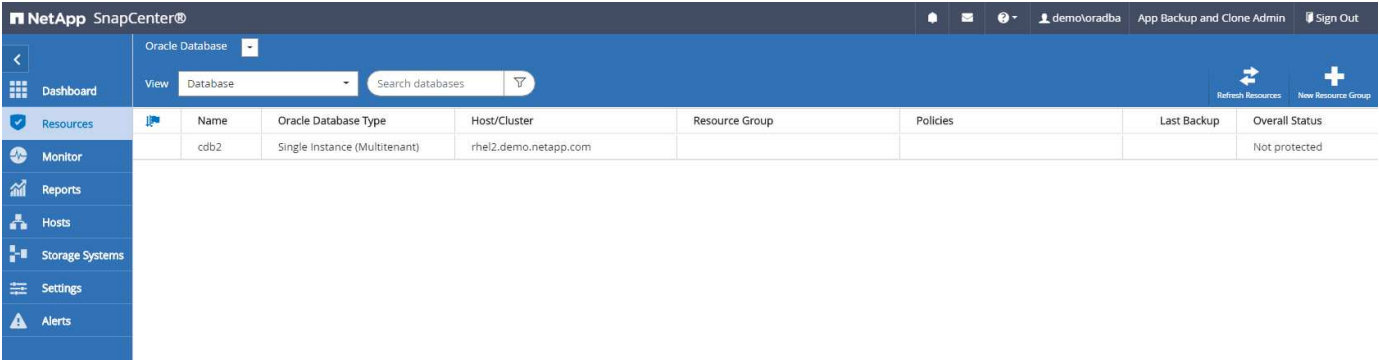 NetApp SnapCenter®
demo\oradba App Backup and Clone Admin Sign Out
Oracle Database
View Database Search databases
Refresh Resources New Resource Group
Dashboard
Resources
Monitor
Reports
Hosts
Storage Systems
Settings
Alerts
Name Oracle Database Type Host/Cluster Resource Group Policies Last Backup Overall Status
cdb2 Single Instance (Multitenant) rhel2.demo.netapp.com Not protected